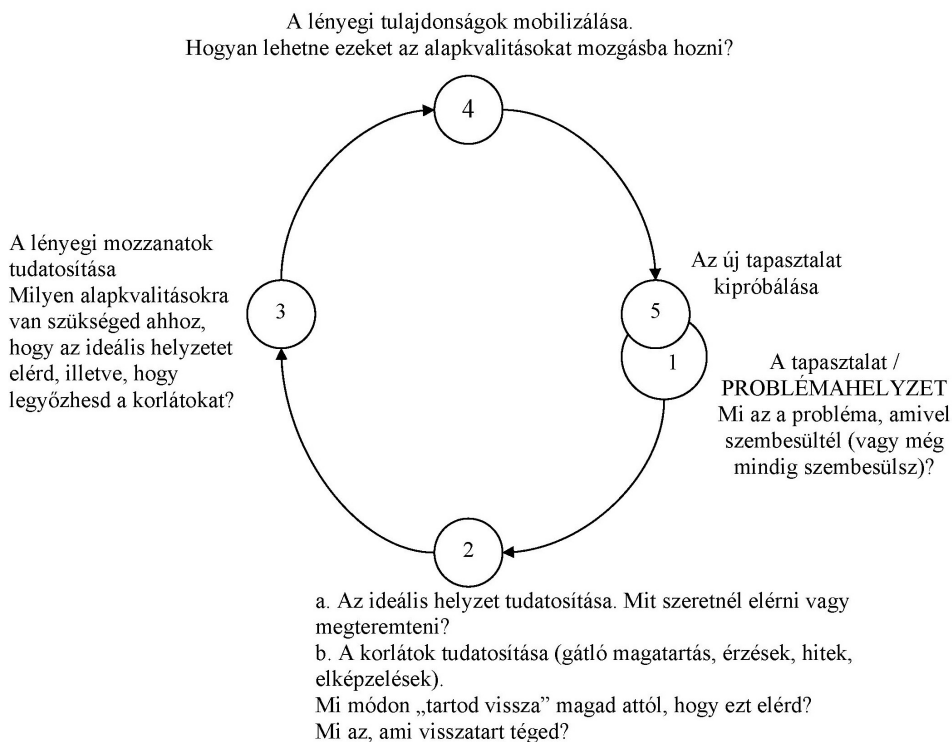 A lényegi tulajdonságok mobilizálása.
Hogyan lehetne ezeket az alapkvalitásokat mozgásba hozni?
4
A lényegi mozzanatok
tudatosítása
Milyen alapkvalitásokra
van szükséged ahhoz,
hogy az ideális helyzetet
elérd, illetve, hogy
legyőzhesd a korlátokat?
3
Az új tapasztalat
kipróbálása
5
1
A tapasztalat /
PROBLÉMAHELYZET
Mi az a probléma, amivel
szembesültél (vagy még
mindig szembesülsz)?
2
a. Az ideális helyzet tudatosítása. Mit szeretnél elérni vagy
megteremteni?
b. A korlátok tudatosítása (gátló magatartás, érzések, hitek,
elképzelések).
Mi módon „tartod vissza” magad attól, hogy ezt elérd?
Mi az, ami visszatart téged?